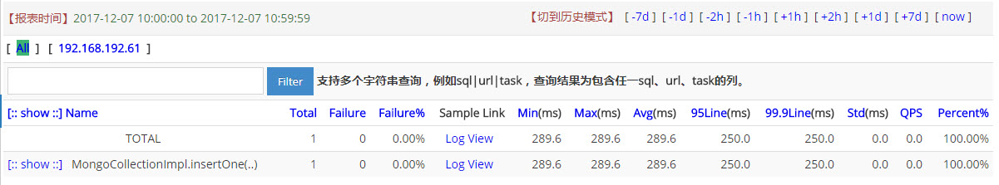 【报表时间】2017-12-07 10:00:00 to 2017-12-07 10:59:59 【切到历史模式】 [ -7d ] [ -1d ] [ -2h ] [ -1h ] [ +1h ] [ +2h ] [ +1d ] [ +7d ] [ now ]
[ All ] [ 192.168.192.61 ]
Filter 支持多个字符串查询，例如sql|url|task，查询结果为包含任一sql、url、task的列。
[:: show ::] Name Total Failure Failure% Sample Link Min(ms) Max(ms) Avg(ms) 95Line(ms) 99.9Line(ms) Std(ms) QPS Percent%
TOTAL 1 0 0.00% Log View 289.6 289.6 289.6 250.0 250.0 0.0 0.0 100.00%
[:: show ::] MongoCollectionImpl.insertOne(..) 1 0 0.00% Log View 289.6 289.6 289.6 250.0 250.0 0.0 0.0 100.00%